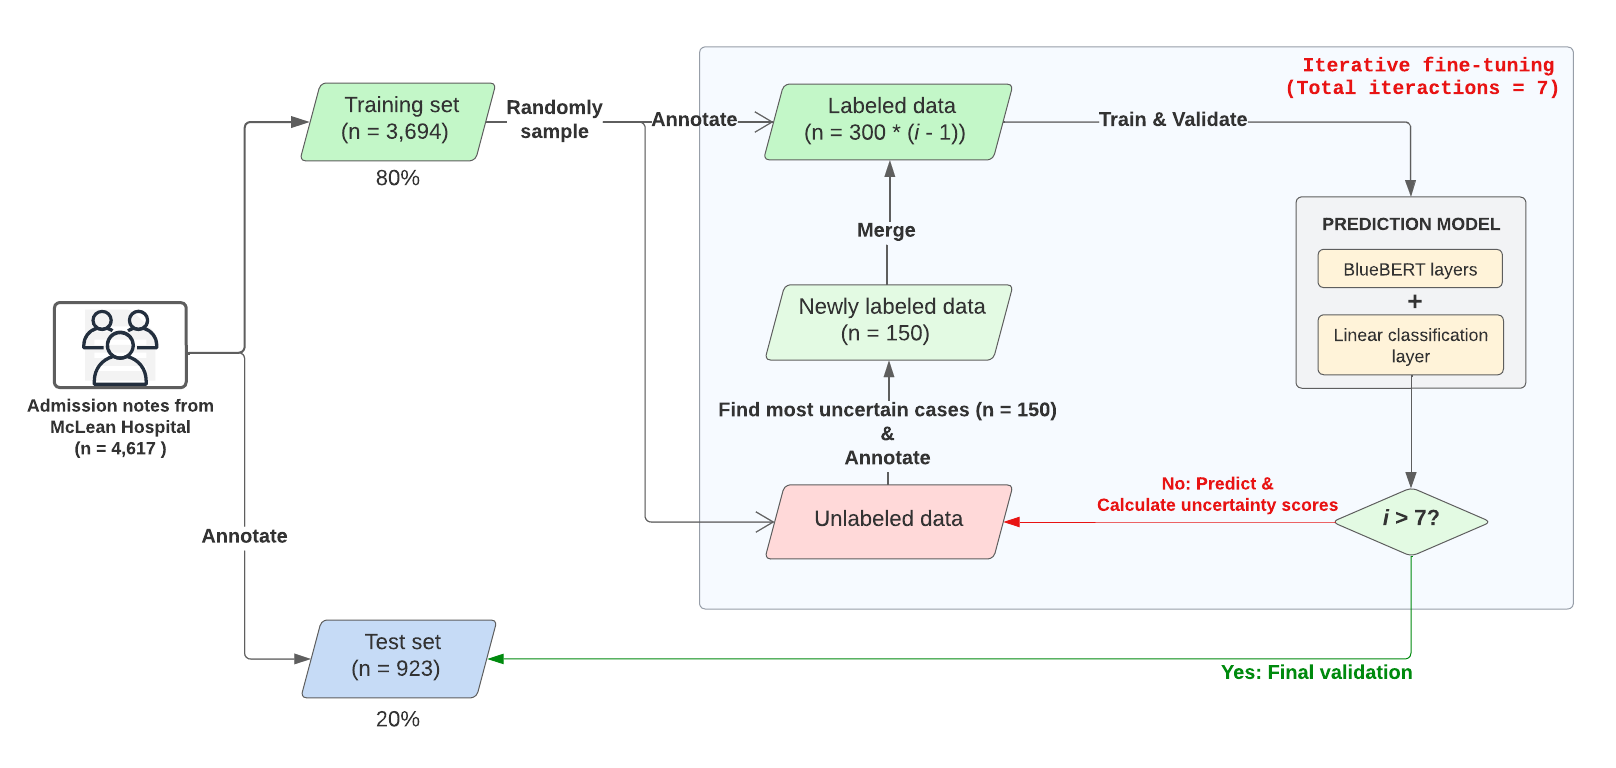 Iterative fine-tuning
(Total iteractions = 7)
Training set
(n = 3,694)
80%
Randomly
sample
Annotate
Labeled data
(n = 300 * (i - 1))
Train & Validate
PREDICTION MODEL
BlueBERT layers
+
Linear classification
layer
Merge
Newly labeled data
(n = 150)
Find most uncertain cases (n = 150)
&
Annotate
Unlabeled data
No: Predict &
Calculate uncertainty scores
i > 7?
Admission notes from
McLean Hospital
(n = 4,617 )
Annotate
Test set
(n = 923)
20%
Yes: Final validation